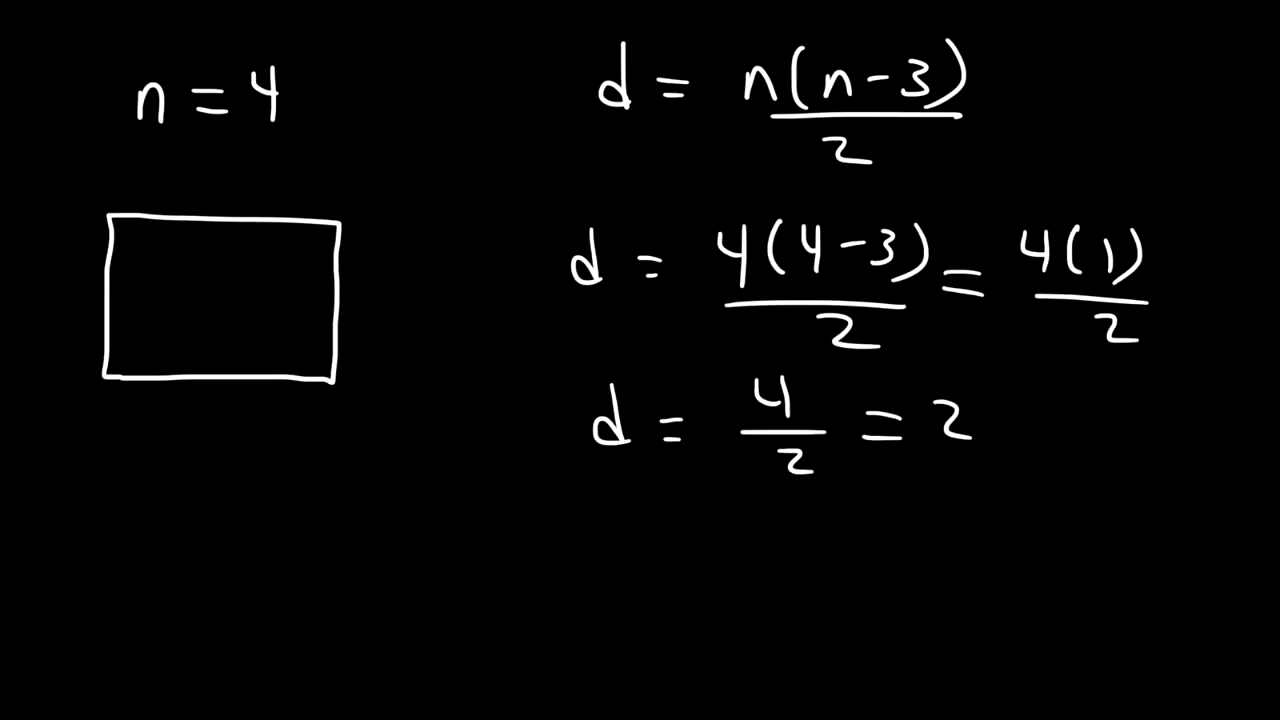 n = 4
d = n(n-3)/2
d = 4(4-3)/2 = 4(1)/2
d = 4/2 = 2